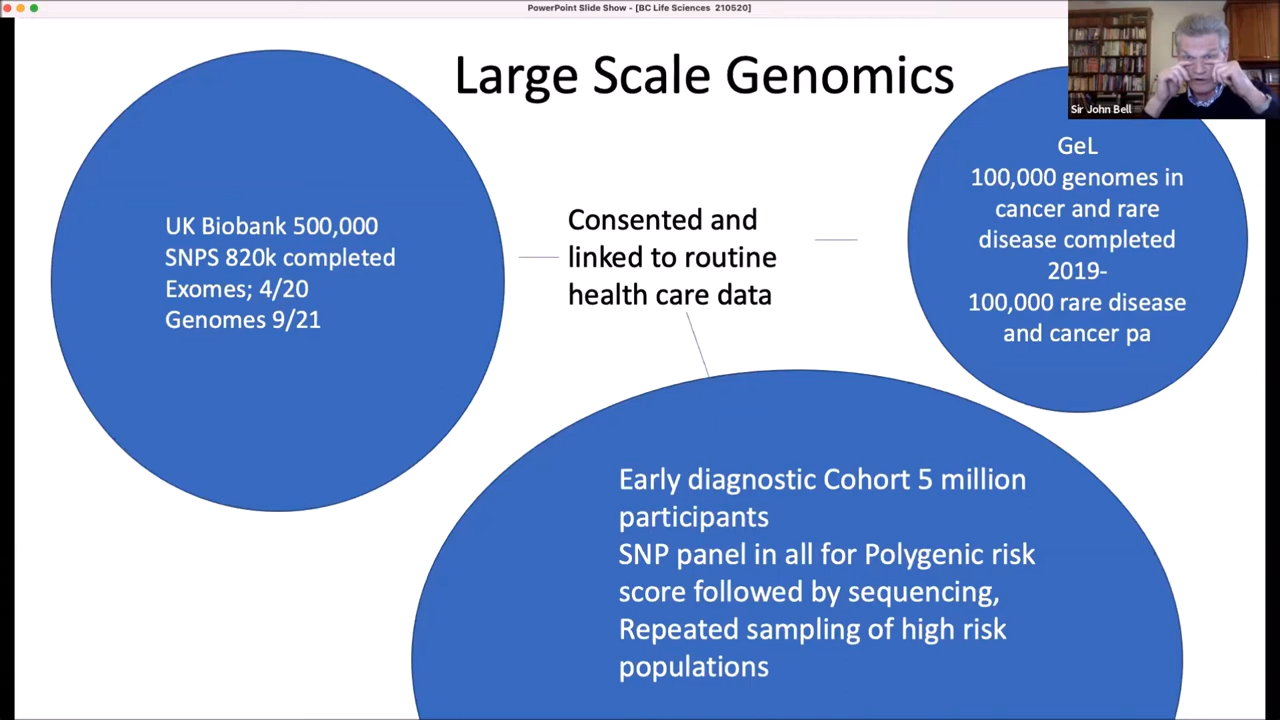 PowerPoint Slide Show - [BC Life Sciences 210520]
Large Scale Genomics
Sir John Bell
UK Biobank 500,000
SNPS 820k completed
Exomes; 4/20
Genomes 9/21
Consented and
linked to routine
health care data
GeL
100,000 genomes in
cancer and rare
disease completed
2019-
100,000 rare disease
and cancer pa
Early diagnostic Cohort 5 million
participants
SNP panel in all for Polygenic risk
score followed by sequencing,
Repeated sampling of high risk
populations